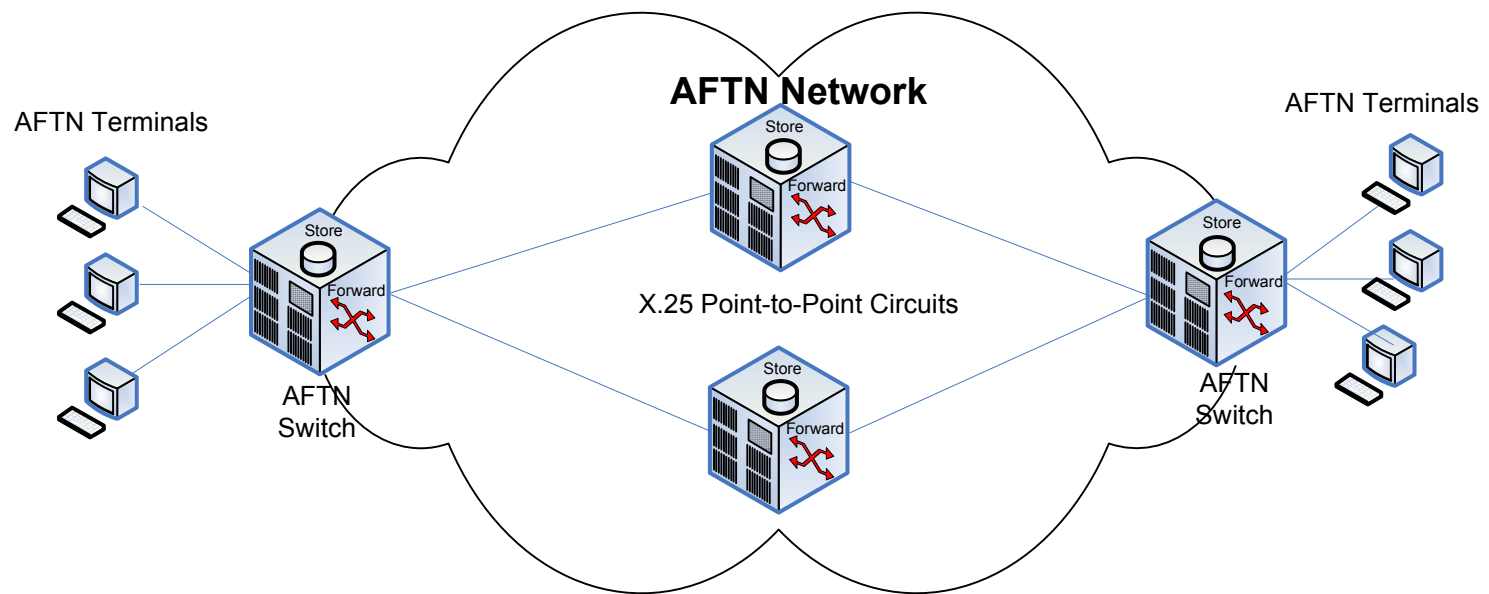 AFTN Network
AFTN Terminals
AFTN Terminals
Store
Forward
Store
Forward
Store
Forward
X.25 Point-to-Point Circuits
Store
Forward
AFTN
Switch
AFTN
Switch